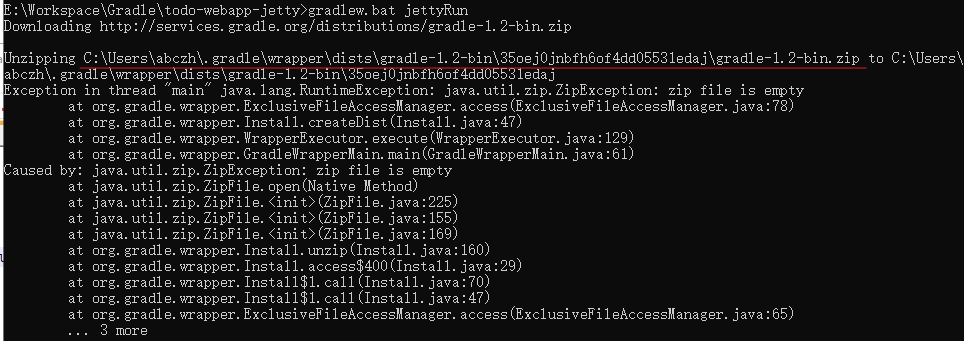 E:\Workspace\Gradle\todo-webapp-jetty>gradlew.bat jettyRun
Downloading http://services.gradle.org/distributions/gradle-1.2-bin.zip
Unzipping C:\Users\abczh\.gradle\wrapper\dists\gradle-1.2-bin\35oej0jnbfh6of4dd05531edaj\gradle-1.2-bin.zip to C:\Users\
abczh\.gradle\wrapper\dists\gradle-1.2-bin\35oej0jnbfh6of4dd05531edaj
Exception in thread "main" java.lang.RuntimeException: java.util.zip.ZipException: zip file is empty
        at org.gradle.wrapper.ExclusiveFileAccessManager.access(ExclusiveFileAccessManager.java:78)
        at org.gradle.wrapper.Install.createDist(Install.java:47)
        at org.gradle.wrapper.WrapperExecutor.execute(WrapperExecutor.java:129)
        at org.gradle.wrapper.GradleWrapperMain.main(GradleWrapperMain.java:61)
Caused by: java.util.zip.ZipException: zip file is empty
        at java.util.zip.ZipFile.open(Native Method)
        at java.util.zip.ZipFile.<init>(ZipFile.java:225)
        at java.util.zip.ZipFile.<init>(ZipFile.java:155)
        at java.util.zip.ZipFile.<init>(ZipFile.java:169)
        at org.gradle.wrapper.Install.unzip(Install.java:160)
        at org.gradle.wrapper.Install.access$400(Install.java:29)
        at org.gradle.wrapper.Install$1.call(Install.java:70)
        at org.gradle.wrapper.Install$1.call(Install.java:47)
        at org.gradle.wrapper.ExclusiveFileAccessManager.access(ExclusiveFileAccessManager.java:65)
        ... 3 more